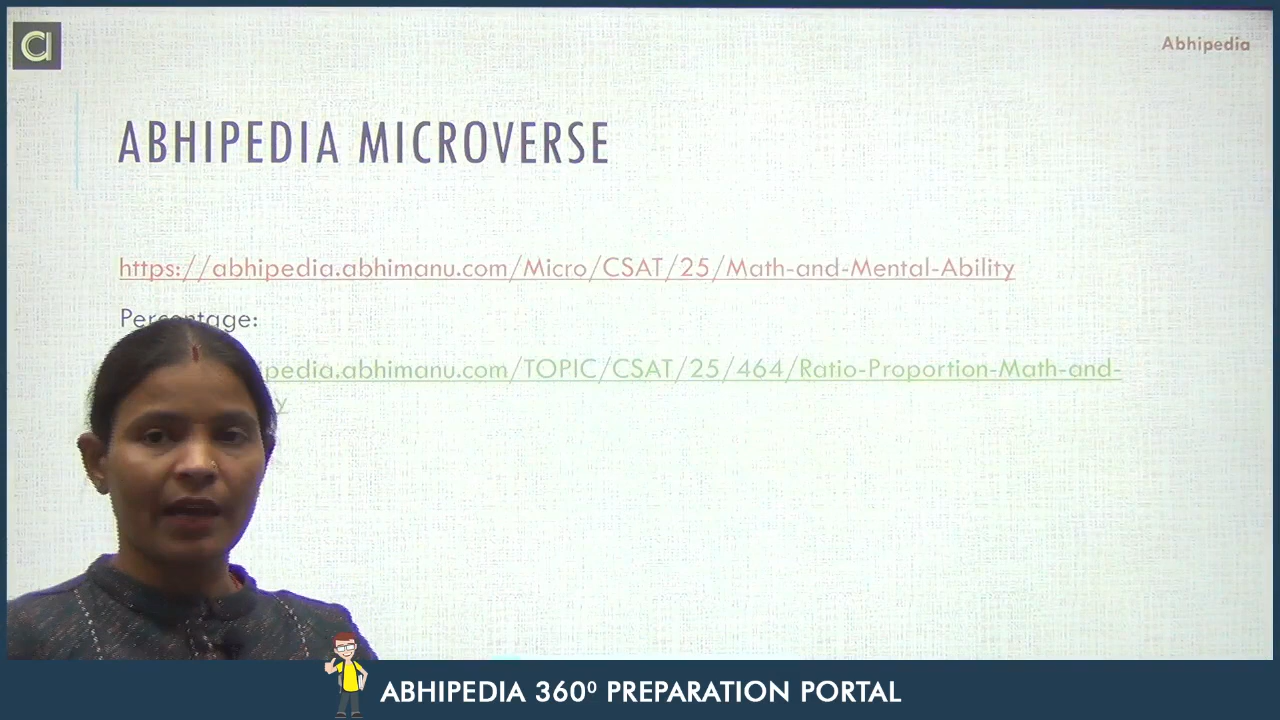 Abhipedia
ABHIPEDIA MICROVERSE
https://abhipedia.abhimanu.com/Micro/CSAT/25/Math-and-Mental-Ability
Percentage:
pedia.abhimanu.com/TOPIC/CSAT/25/464/Ratio-Proportion-Math-and-
y
ABHIPEDIA 360⁰ PREPARATION PORTAL